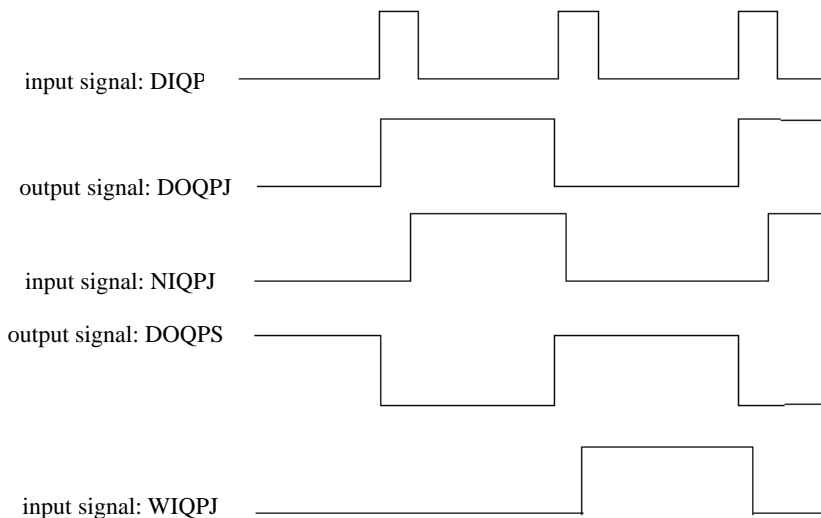 input signal: DIQP
output signal: DOQPJ
input signal: NIQPJ
output signal: DOQPS
input signal: WIQPJ